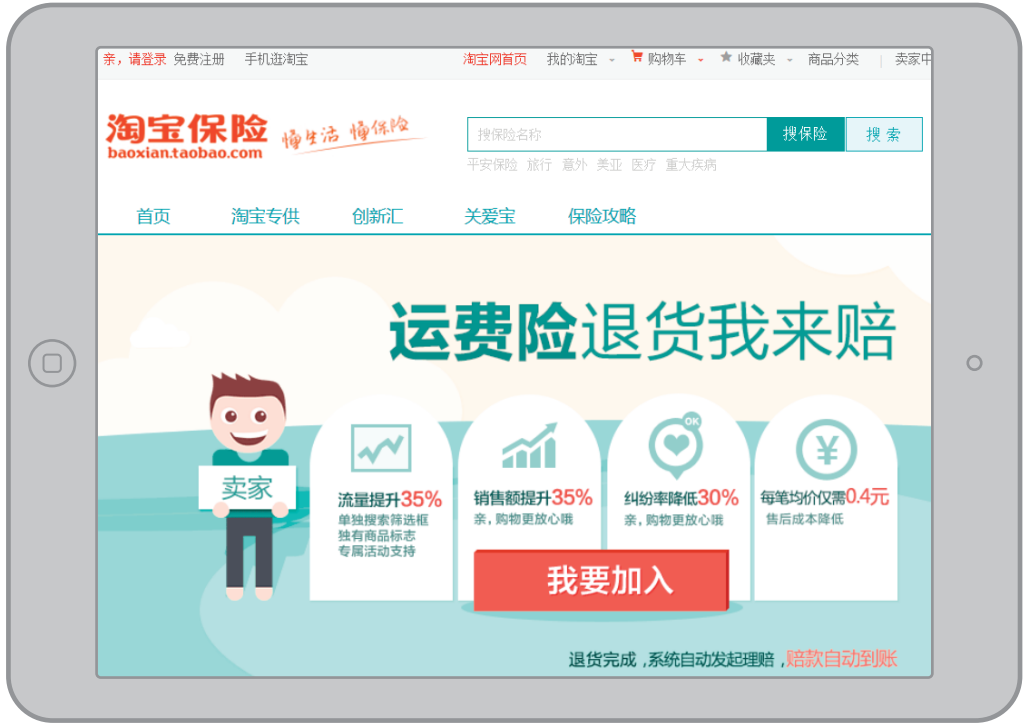 亲，请登录 免费注册 手机逛淘宝 淘宝网首页 我的淘宝 购物车 收藏夹 商品分类 | 卖家中
淘宝保险
baoxian.taobao.com
懂生活 懂保险
搜保险名称 搜保险 搜 索
平安保险 旅行 意外 美亚 医疗 重大疾病
首页 淘宝专供 创新汇 关爱宝 保险攻略
运费险退货我来赔
卖家
流量提升35%
单独搜索筛选框
独有商品标志
专属活动支持
销售额提升35%
亲，购物更放心哦
OK
纠纷率降低30%
亲，购物更放心哦
¥
每笔均价仅需0.4元
售后成本降低
我要加入
退货完成，系统自动发起理赔，赔款自动到账